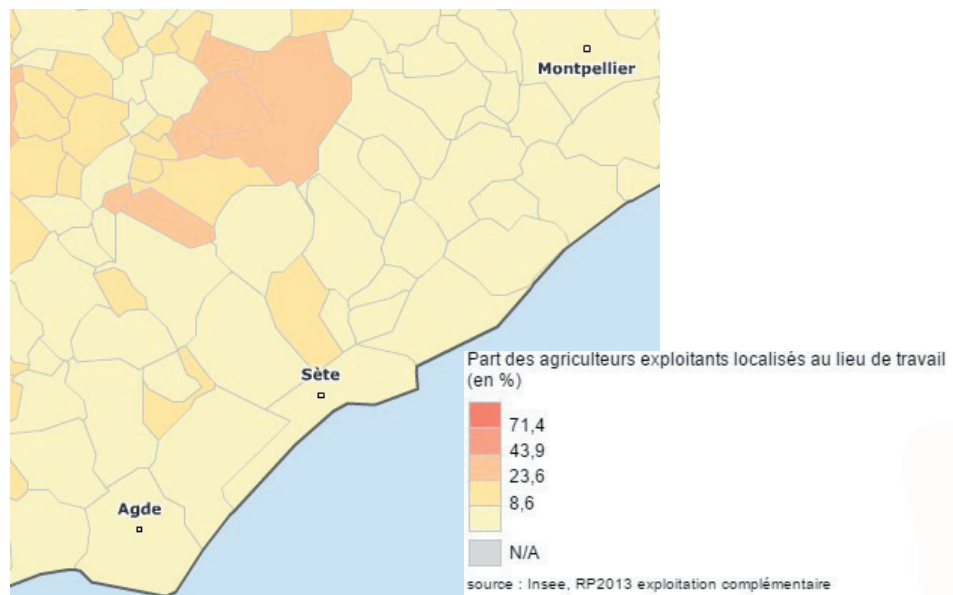 Montpellier
Sète
Agde
Part des agriculteurs exploitants localisés au lieu de travail
(en %)
71,4
43,9
23,6
8,6
N/A
source : Insee, RP2013 exploitation complémentaire